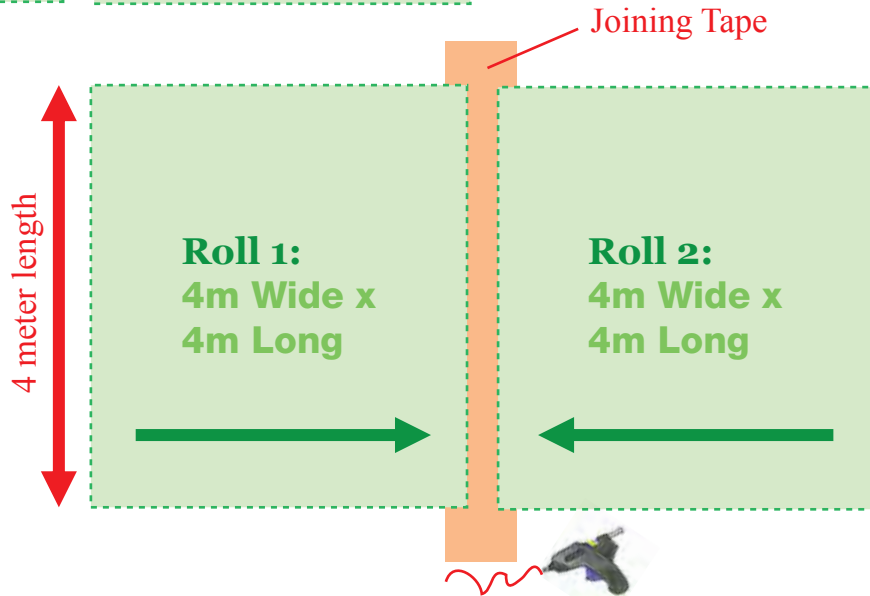 Joining Tape
4 meter length
Roll 1:
4m Wide x
4m Long
Roll 2:
4m Wide x
4m Long